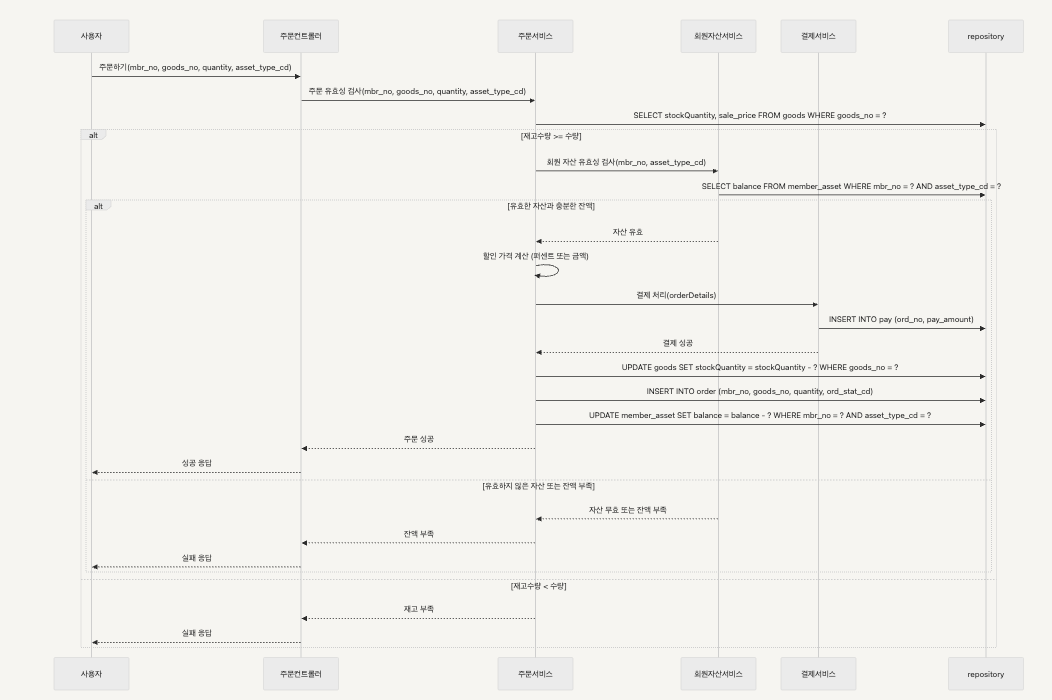 사용자
주문컨트롤러
주문서비스
회원자산서비스
결제서비스
repository
주문하기(mbr_no, goods_no, quantity, asset_type_cd)
주문 유효성 검사(mbr_no, goods_no, quantity, asset_type_cd)
SELECT stockQuantity, sale_price FROM goods WHERE goods_no = ?
alt
[재고수량 >= 수량]
회원 자산 유효성 검사(mbr_no, asset_type_cd)
SELECT balance FROM member_asset WHERE mbr_no = ? AND asset_type_cd = ?
alt
[유효한 자산과 충분한 잔액]
자산 유효
할인 가격 계산 (퍼센트 또는 금액)
결제 처리(orderDetails)
INSERT INTO pay (ord_no, pay_amount)
결제 성공
UPDATE goods SET stockQuantity = stockQuantity - ? WHERE goods_no = ?
INSERT INTO order (mbr_no, goods_no, quantity, ord_stat_cd)
UPDATE member_asset SET balance = balance - ? WHERE mbr_no = ? AND asset_type_cd = ?
주문 성공
성공 응답
[유효하지 않은 자산 또는 잔액 부족]
자산 무효 또는 잔액 부족
잔액 부족
실패 응답
[재고수량 < 수량]
재고 부족
실패 응답
사용자
주문컨트롤러
주문서비스
회원자산서비스
결제서비스
repository